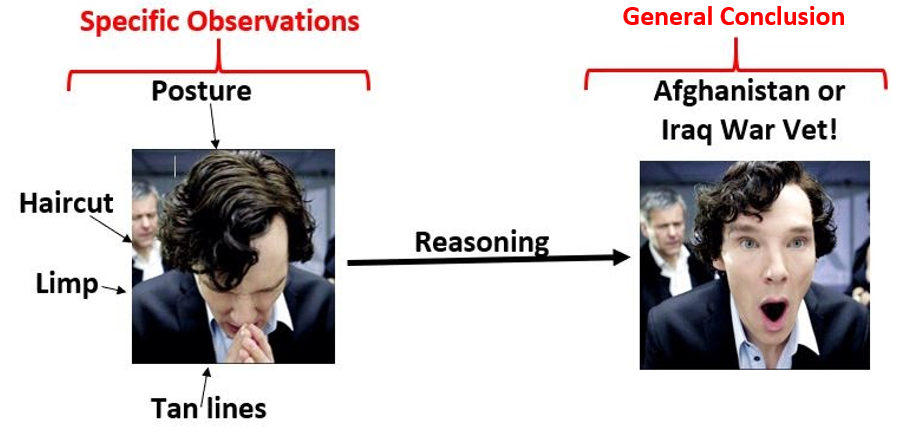 Specific Observations
General Conclusion
Posture
Afghanistan or
Iraq War Vet!
Haircut
Limp
Reasoning
Tan lines